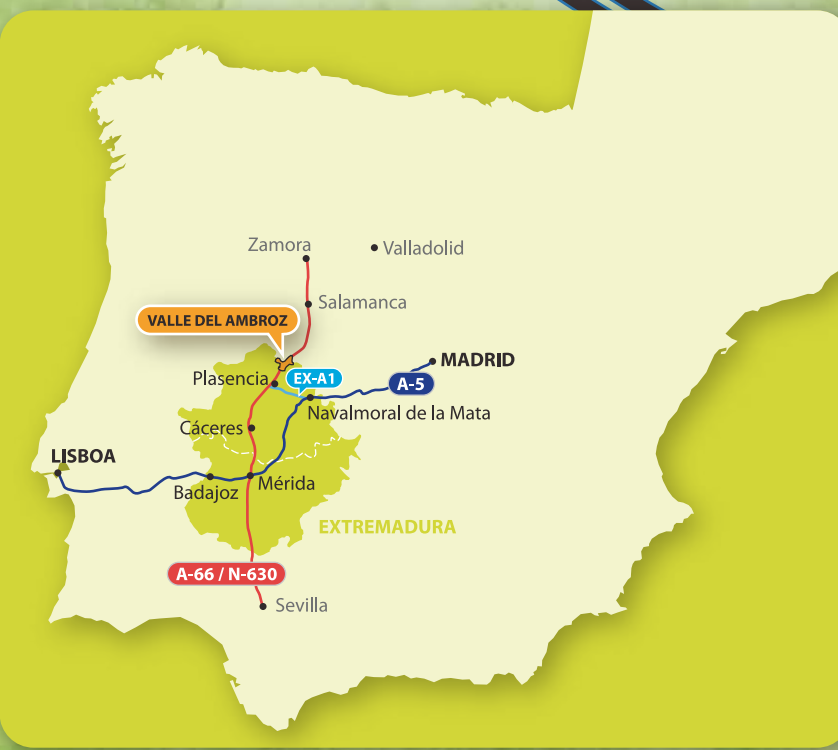 Zamora
Valladolid
Salamanca
VALLE DEL AMBROZ
MADRID
Plasencia
EX-A1
A-5
Navalmoral de la Mata
Cáceres
LISBOA
Badajoz
Mérida
EXTREMADURA
A-66 / N-630
Sevilla